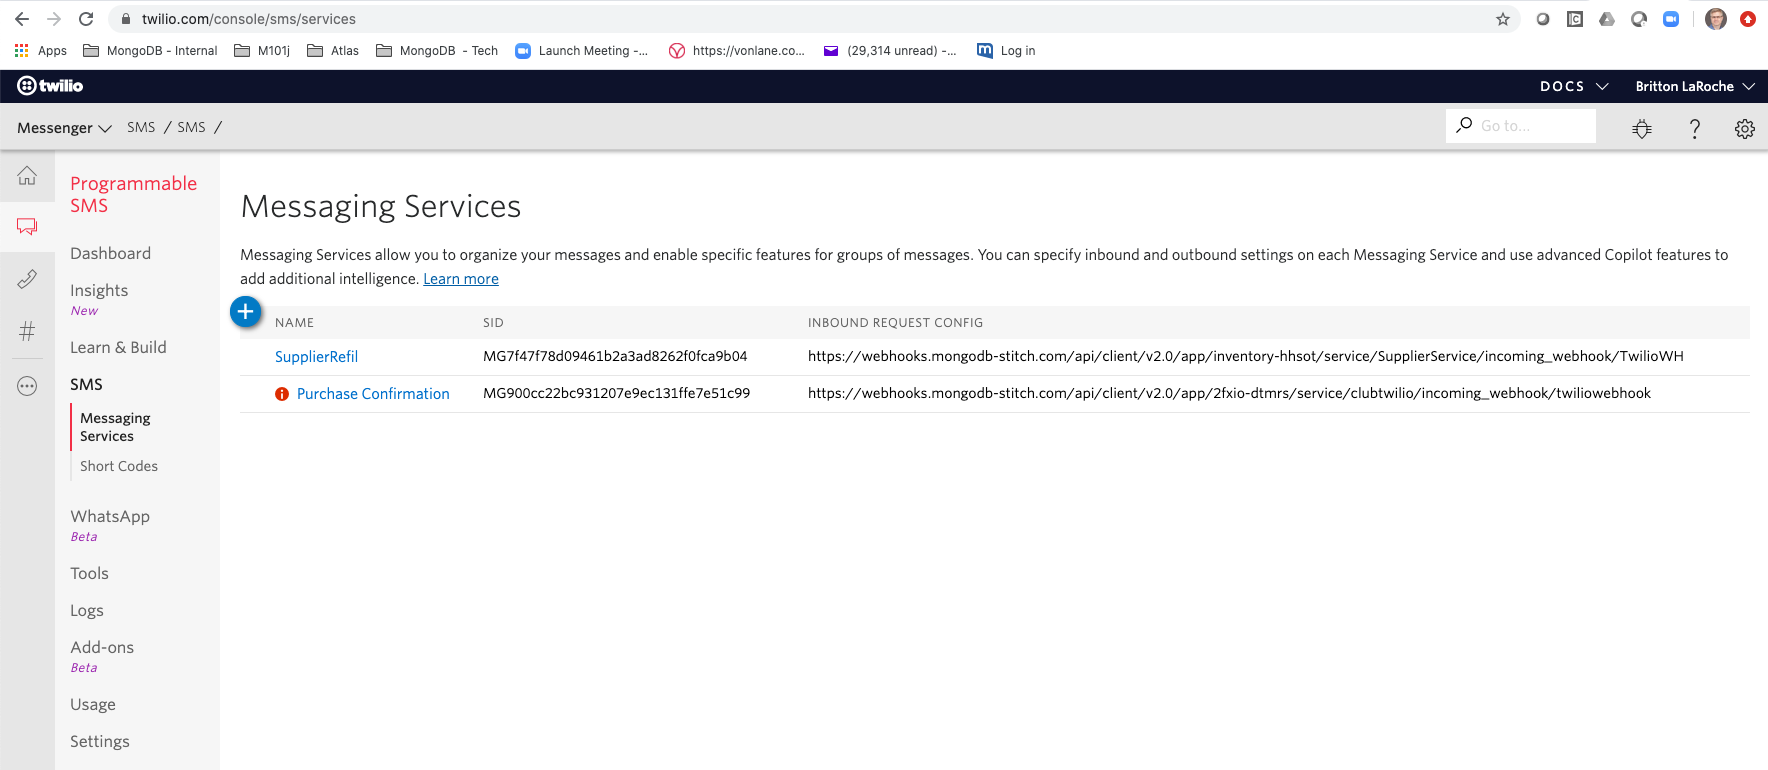 twilio.com/console/sms/services
Apps MongoDB - Internal M101j Atlas MongoDB - Tech Launch Meeting -... https://vonlane.co... (29,314 unread) -... Log in
twilio DOCS Britton LaRoche
Messenger SMS / SMS / Go to...
Programmable
SMS
Dashboard
Insights
New
Learn & Build
SMS
Messaging
Services
Short Codes
WhatsApp
Beta
Tools
Logs
Add-ons
Beta
Usage
Settings
Messaging Services
Messaging Services allow you to organize your messages and enable specific features for groups of messages. You can specify inbound and outbound settings on each Messaging Service and use advanced Copilot features to
add additional intelligence. Learn more
NAME SID INBOUND REQUEST CONFIG
SupplierRefil MG7f47f78d09461b2a3ad8262f0fca9b04 https://webhooks.mongodb-stitch.com/api/client/v2.0/app/inventory-hhsot/service/SupplierService/incoming_webhook/TwilioWH
Purchase Confirmation MG900cc22bc931207e9ec131ffe7e51c99 https://webhooks.mongodb-stitch.com/api/client/v2.0/app/2fxio-dtmrs/service/clubtwilio/incoming_webhook/twiliowebhook